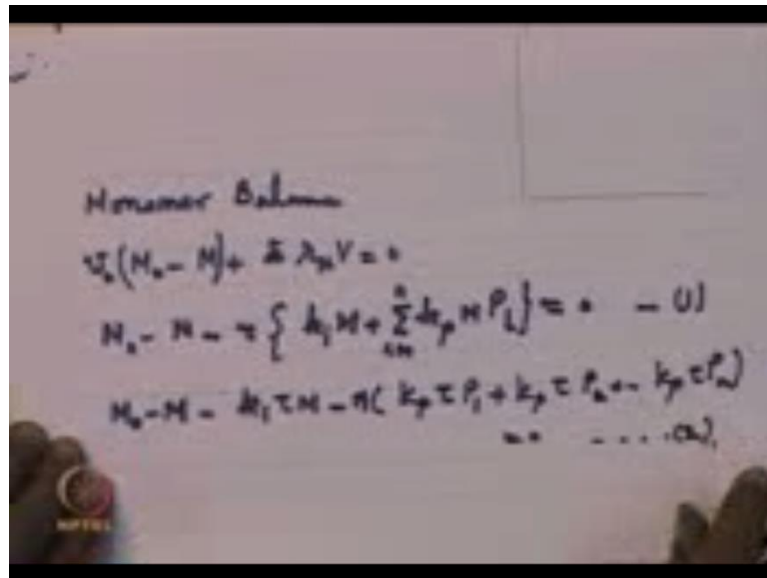 Monomer Balance
v₀(M₀ - M) + Σ r_M V = 0
M₀ - M - τ { k_i M + Σ k_p M P_i } = 0 - (1)
M₀ - M - k_i τ M - M( k_p τ P₁ + k_p τ P₂ + - k_p τ P_n)
= 0 .... (2)
NPTEL